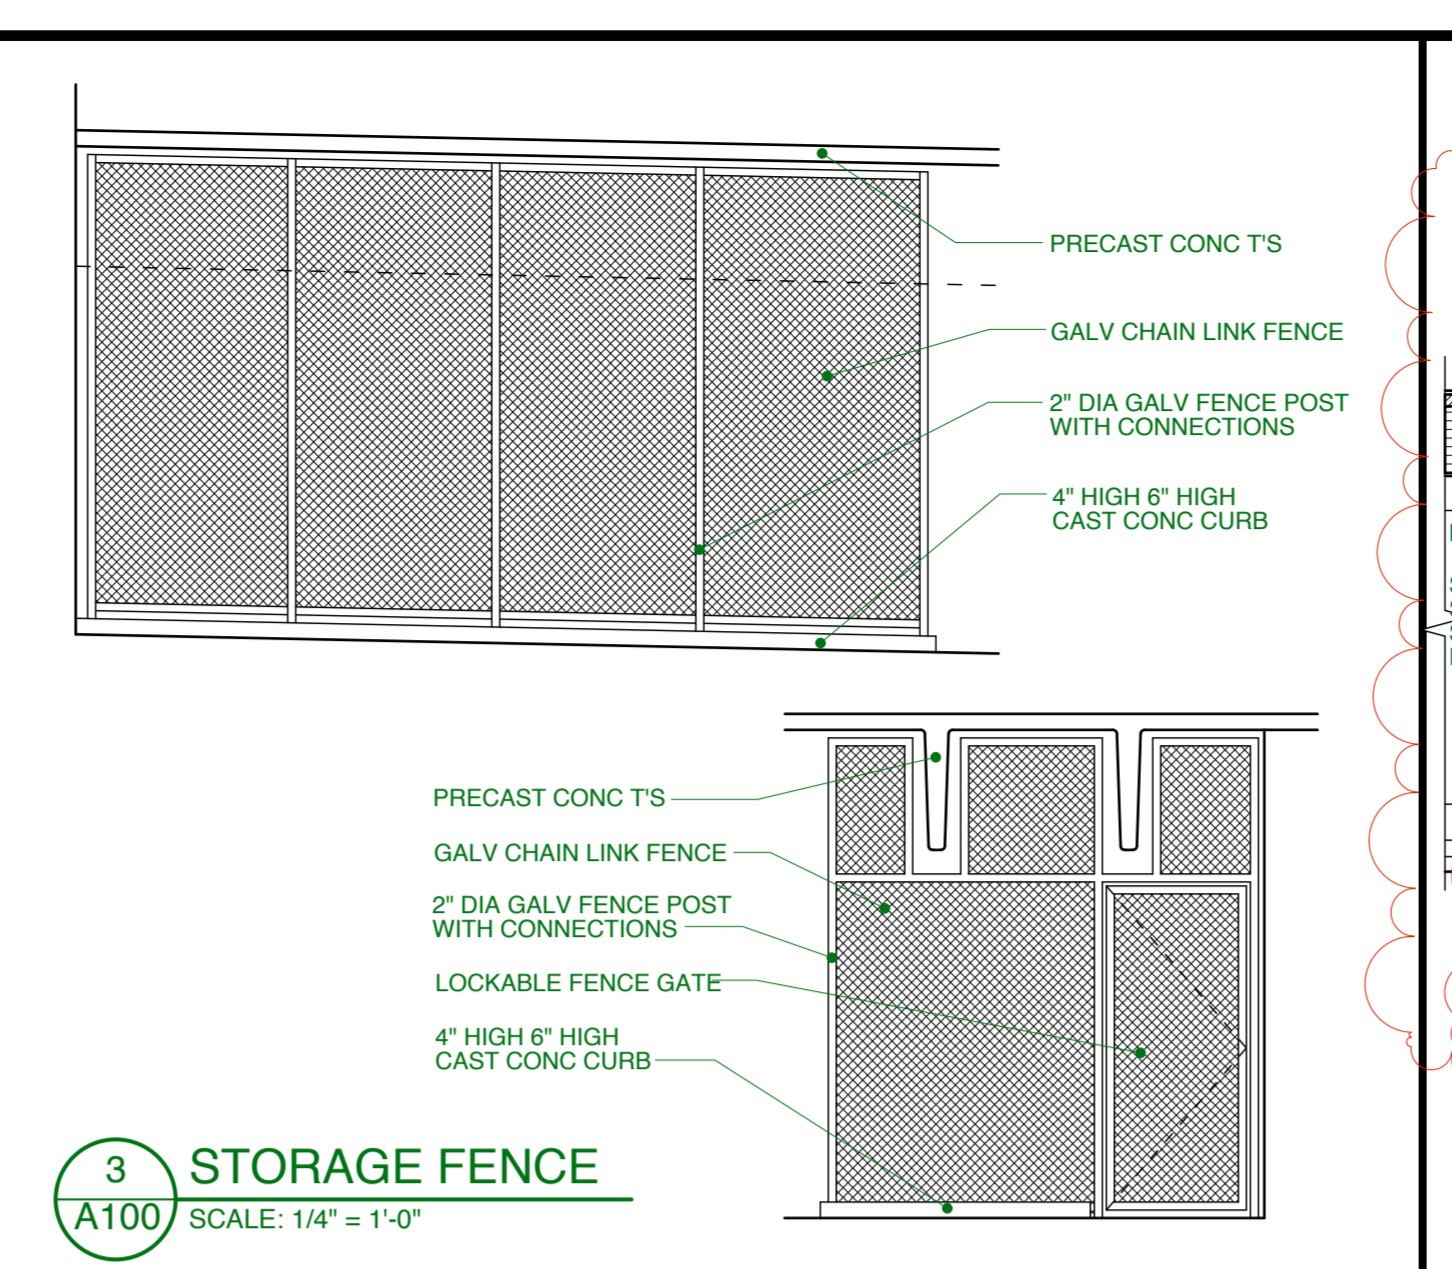 PRECAST CONC T'S
GALV CHAIN LINK FENCE
2" DIA GALV FENCE POST
WITH CONNECTIONS
4" HIGH 6" HIGH
CAST CONC CURB
PRECAST CONC T'S
GALV CHAIN LINK FENCE
2" DIA GALV FENCE POST
WITH CONNECTIONS
LOCKABLE FENCE GATE
4" HIGH 6" HIGH
CAST CONC CURB
3
A100
STORAGE FENCE
SCALE: 1/4" = 1'-0"